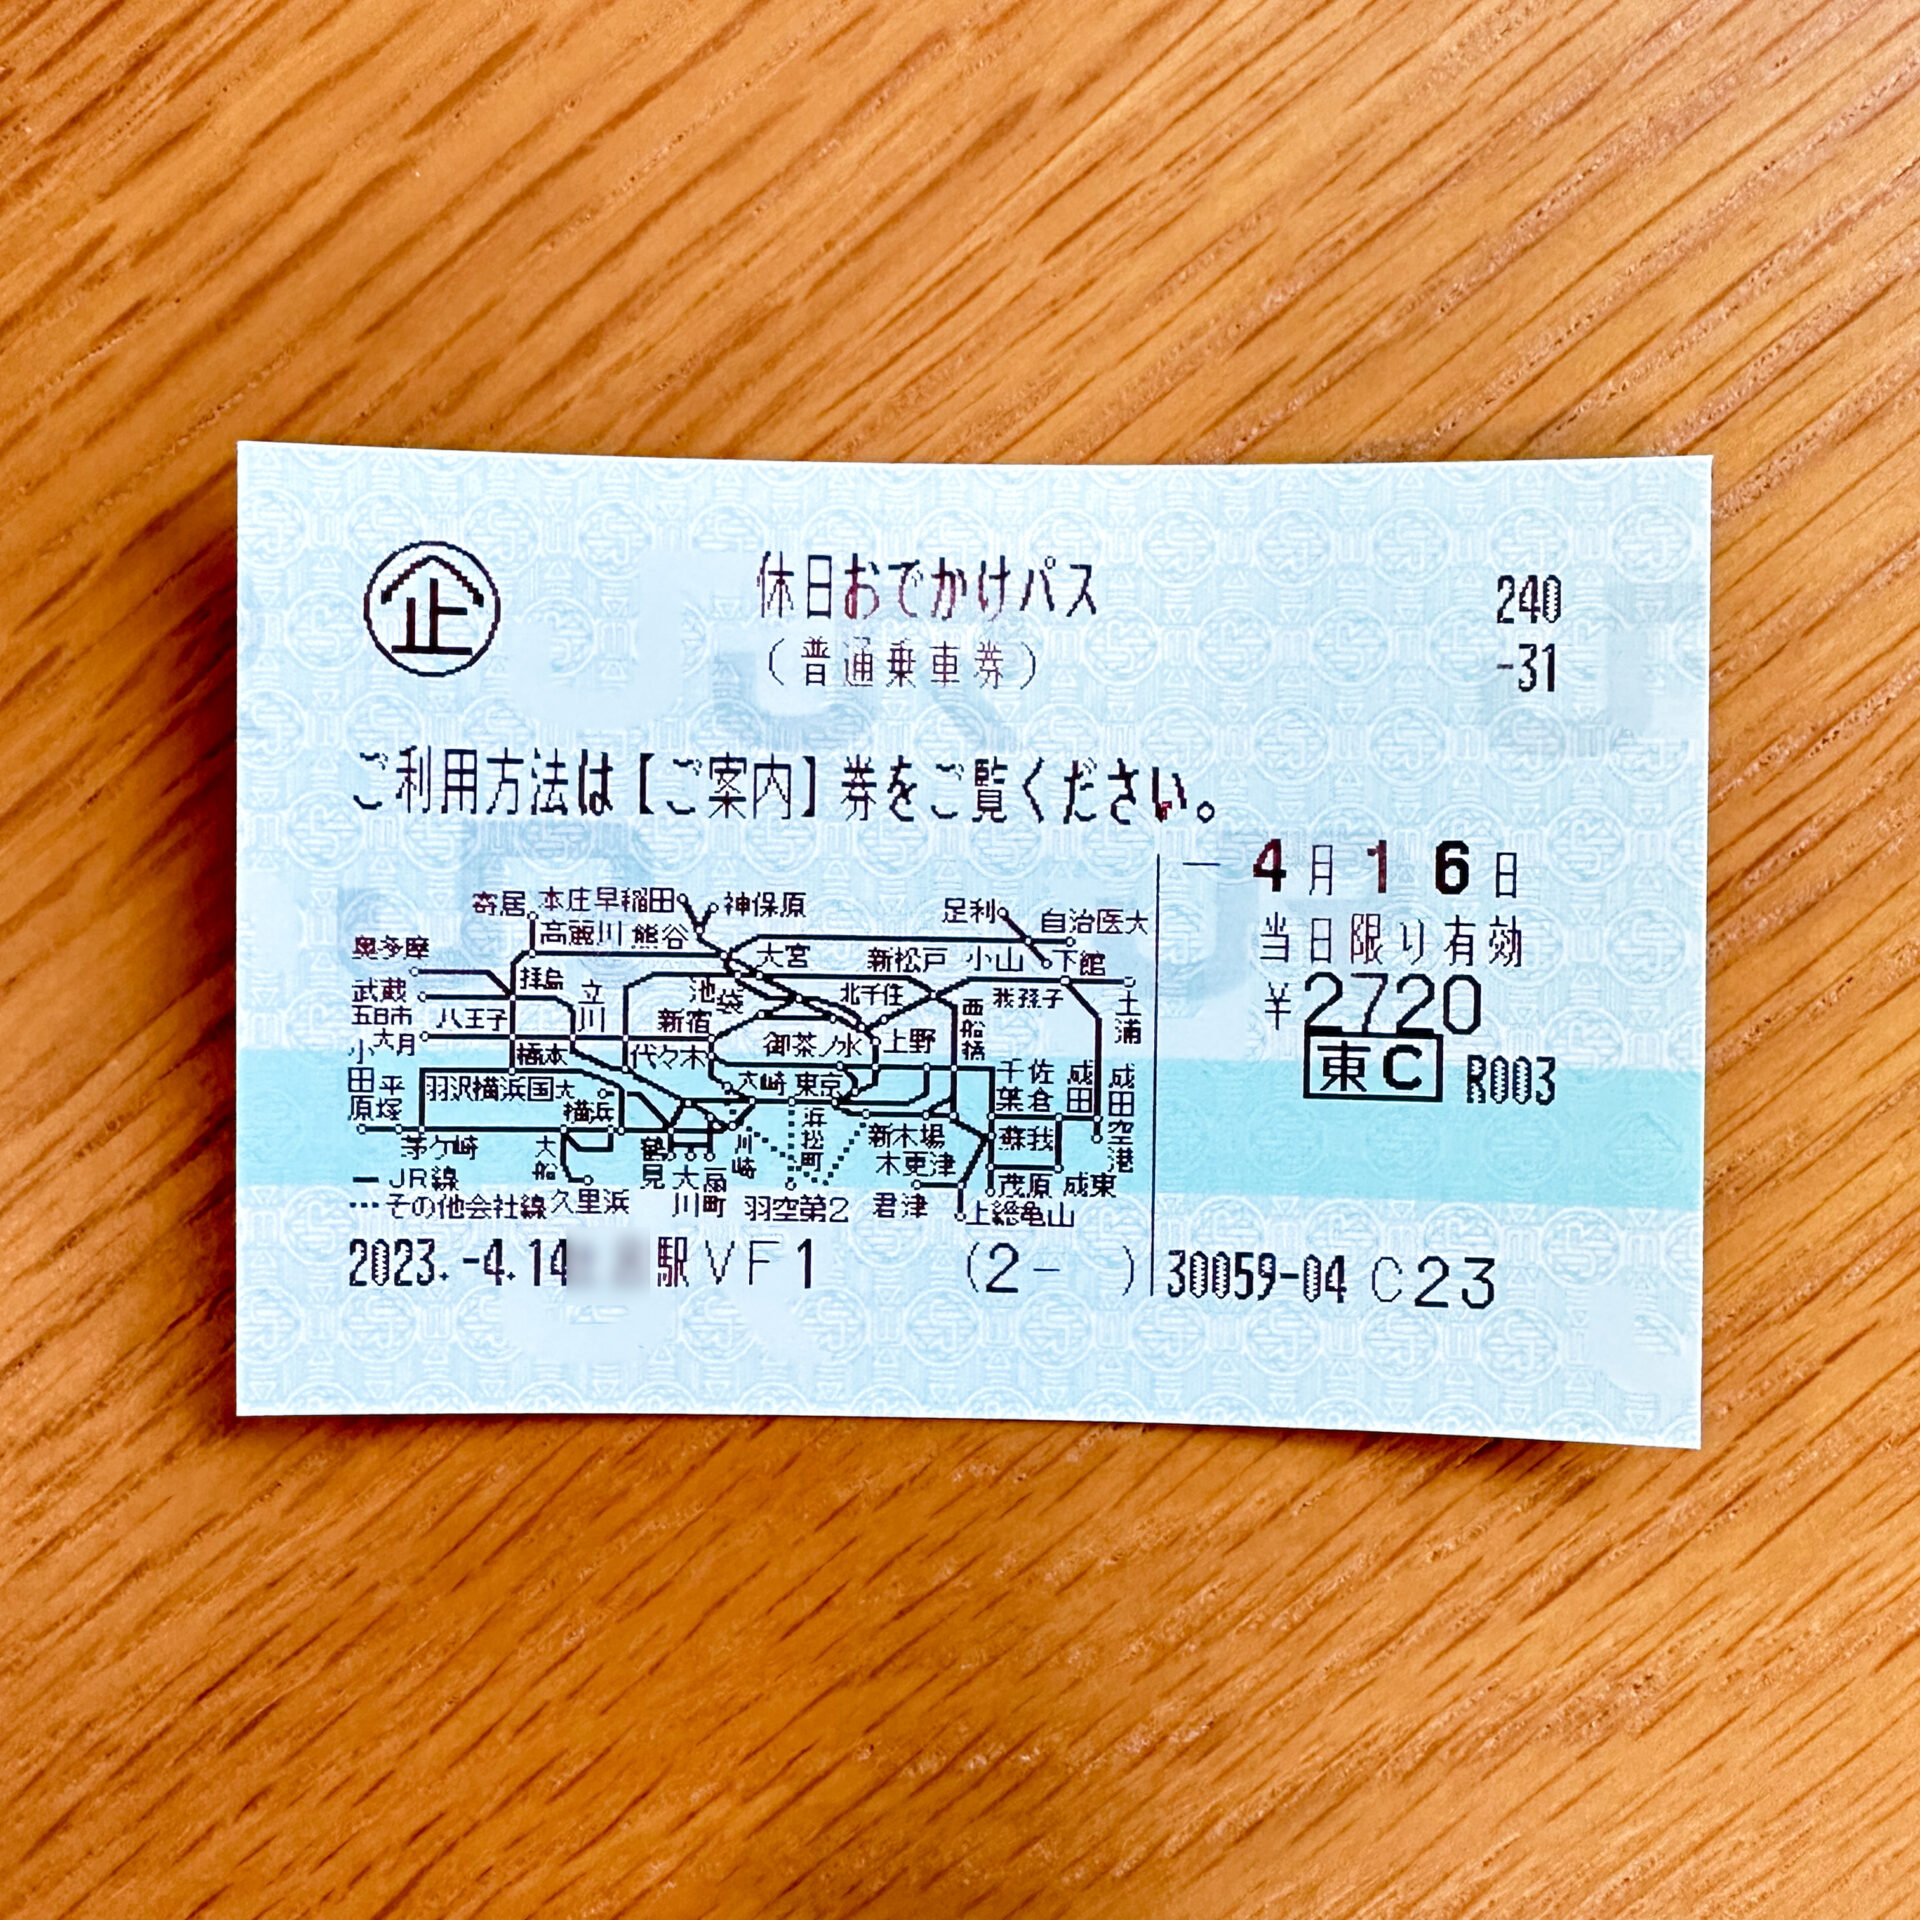 企
休日おでかけパス
240
(普通乗車券)
-31
ご利用方法は【ご案内】券をご覧ください。
- 4月16日
当日限り有効
¥2720
東C R003
寄居 本庄早稲田 神保原 足利 自治医大
奥多摩 高麗川 熊谷 大宮 新松戸 小山 下館
武蔵五日市 拝島 立川 池袋 北千住 我孫子 土浦
八王子 新宿 西船橋
大月 橋本 代々木 御茶ノ水 上野
小田原 平塚 羽沢横浜国大 大崎 東京 千葉 佐倉 成田 成田空港
横浜 浜松町 新木場 蘇我
茅ケ崎 大船 鶴見 川崎 木更津
JR線 大川 扇町 茂原 成東
その他会社線 久里浜 羽空第2 君津 上総亀山
2023.-4.14 駅VF1 (2- ) 30059-04 C23